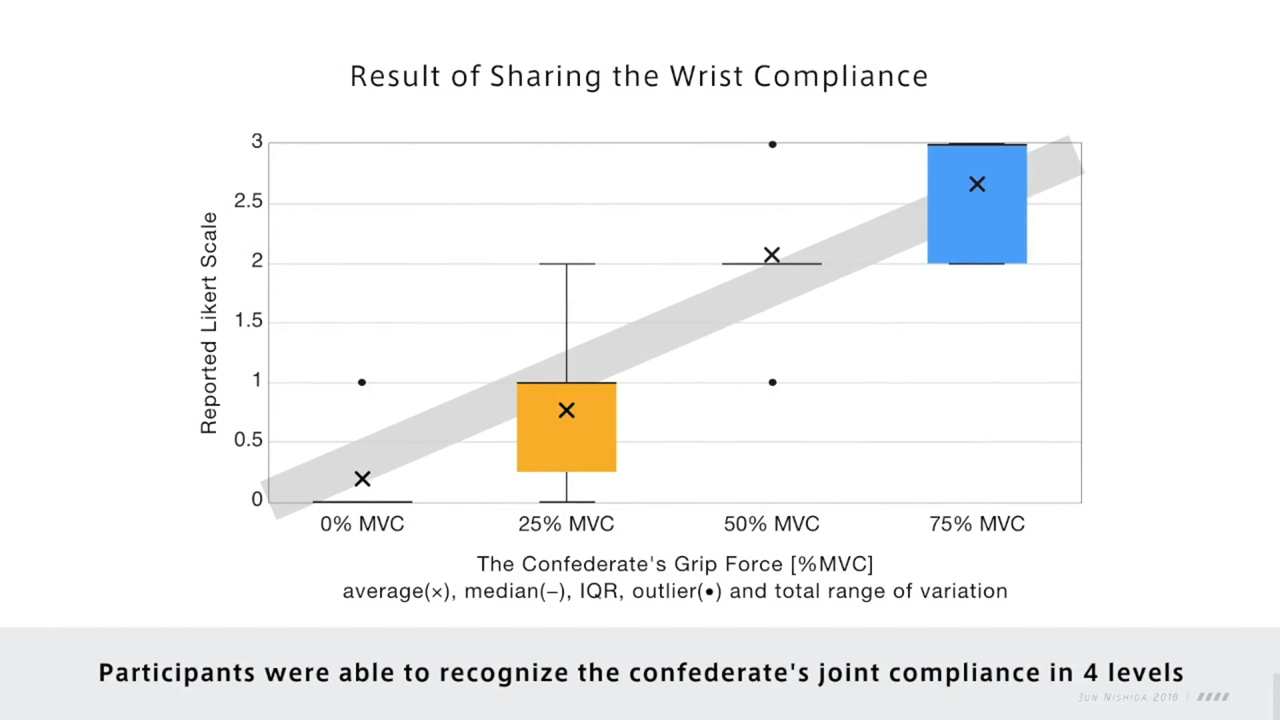 Result of Sharing the Wrist Compliance
3
2.5
2
1.5
1
0.5
0
Reported Likert Scale
0% MVC 25% MVC 50% MVC 75% MVC
The Confederate's Grip Force [%MVC]
average(×), median(–), IQR, outlier(•) and total range of variation
Participants were able to recognize the confederate's joint compliance in 4 levels
Jun Nishida 2018